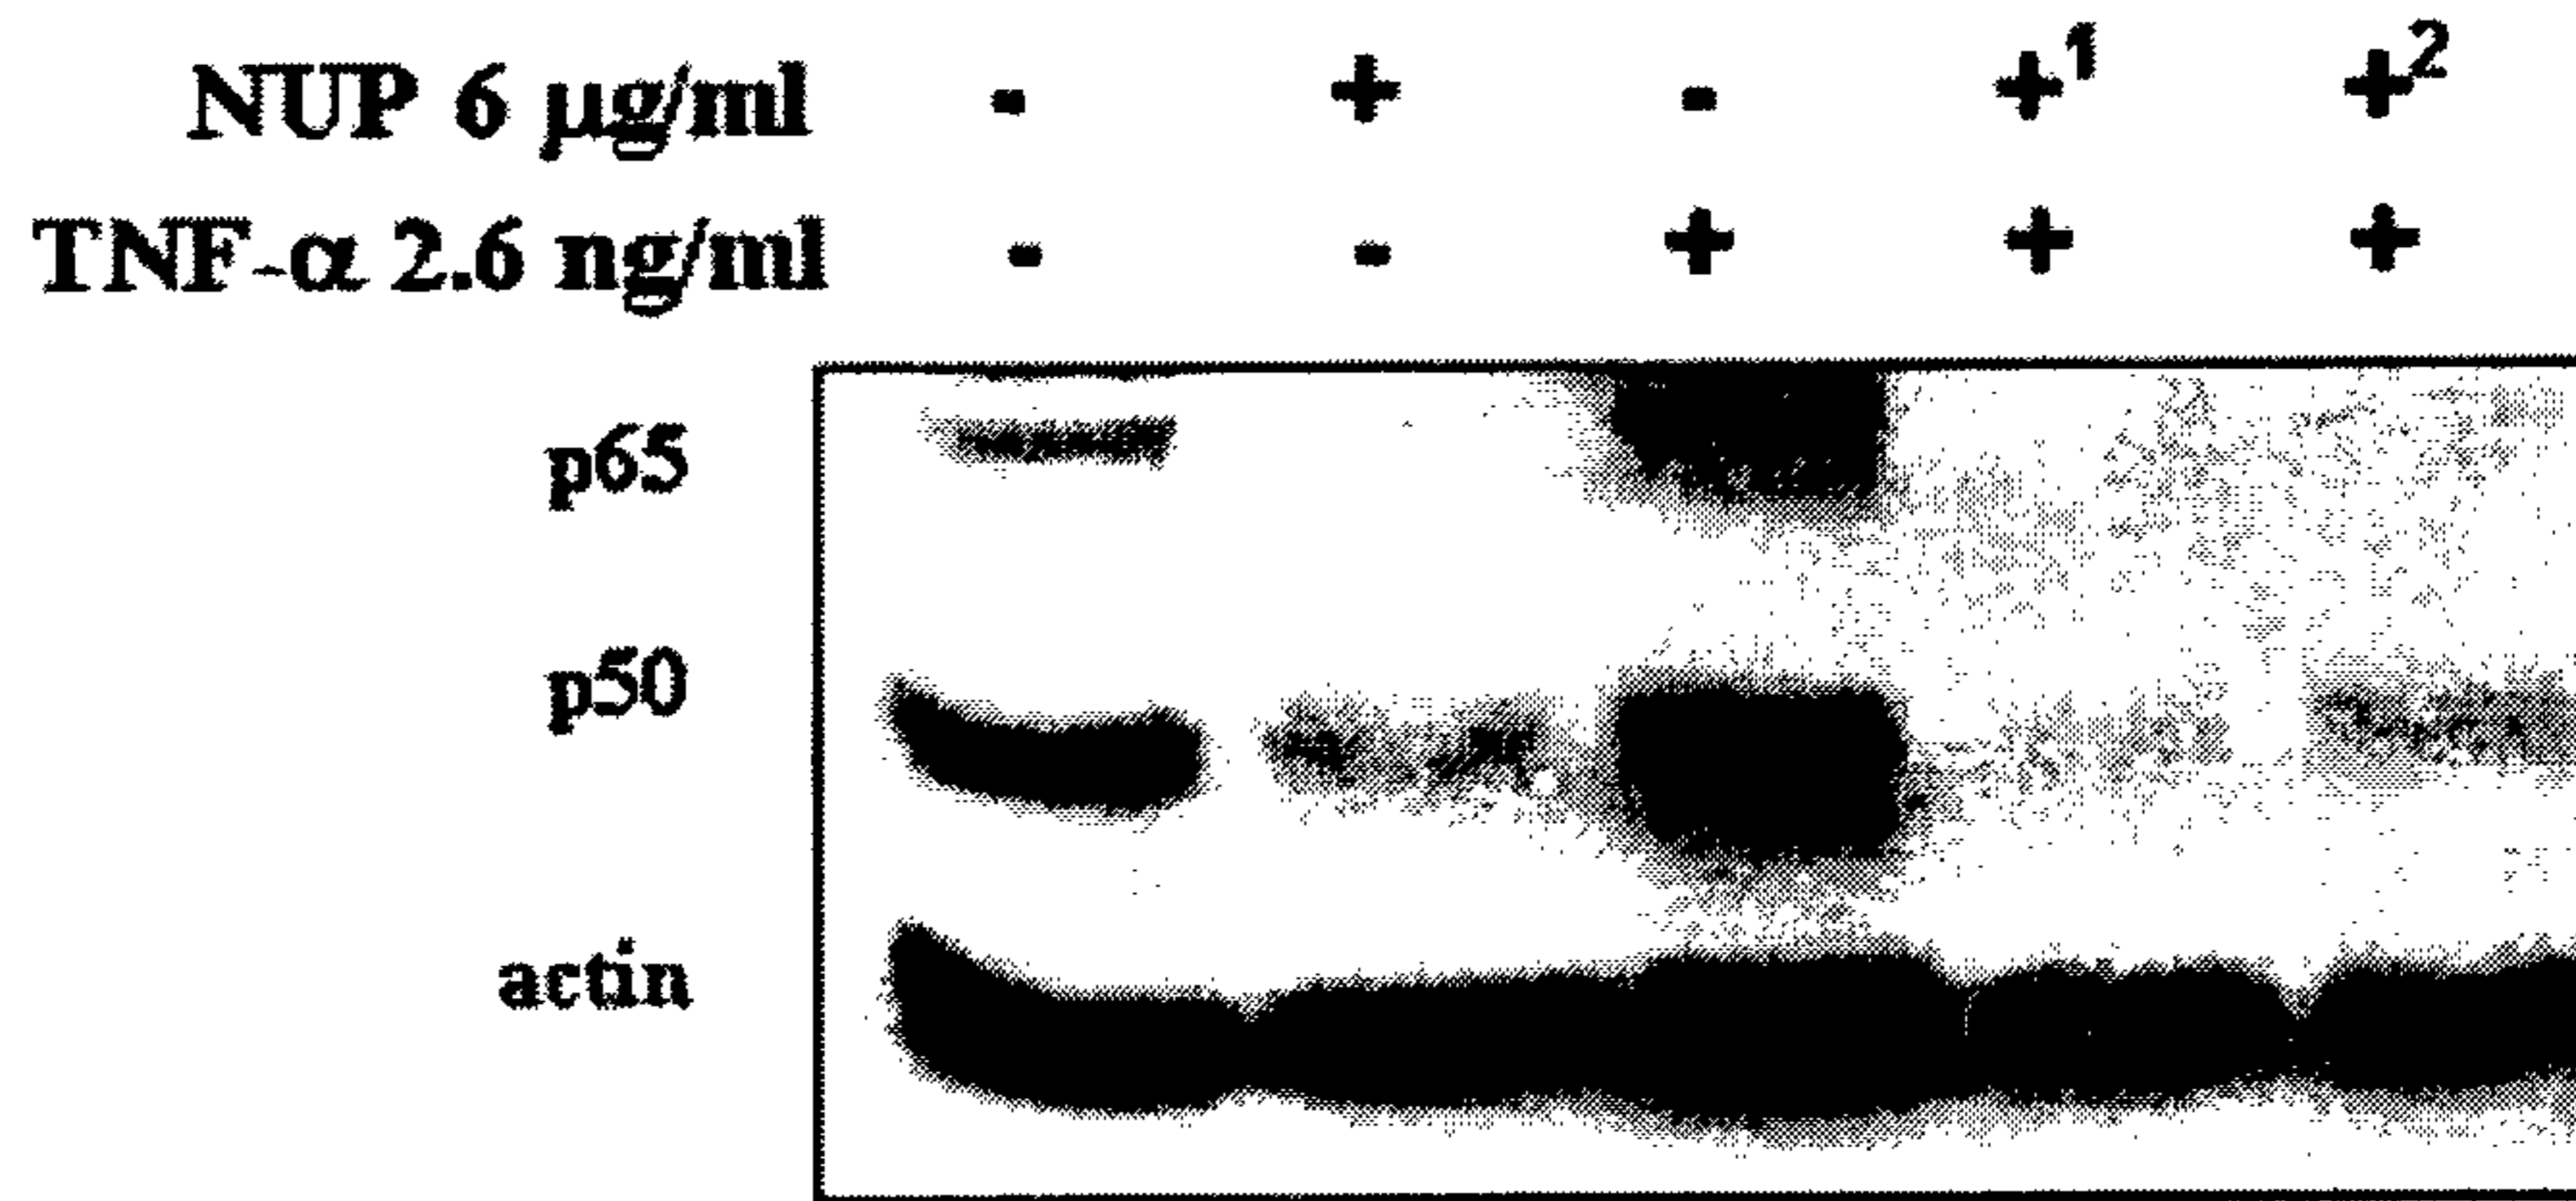 NUP 6 µg/ml - + - +¹ +²
TNF-α 2.6 ng/ml - - + + +
p65
p50
actin